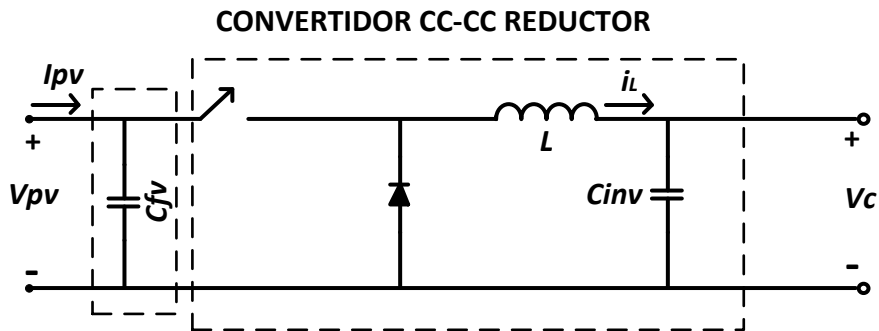 CONVERTIDOR CC-CC REDUCTOR
Ipv
iL
+
+
L
Vpv
Cfv
Cinv
Vc
-
-